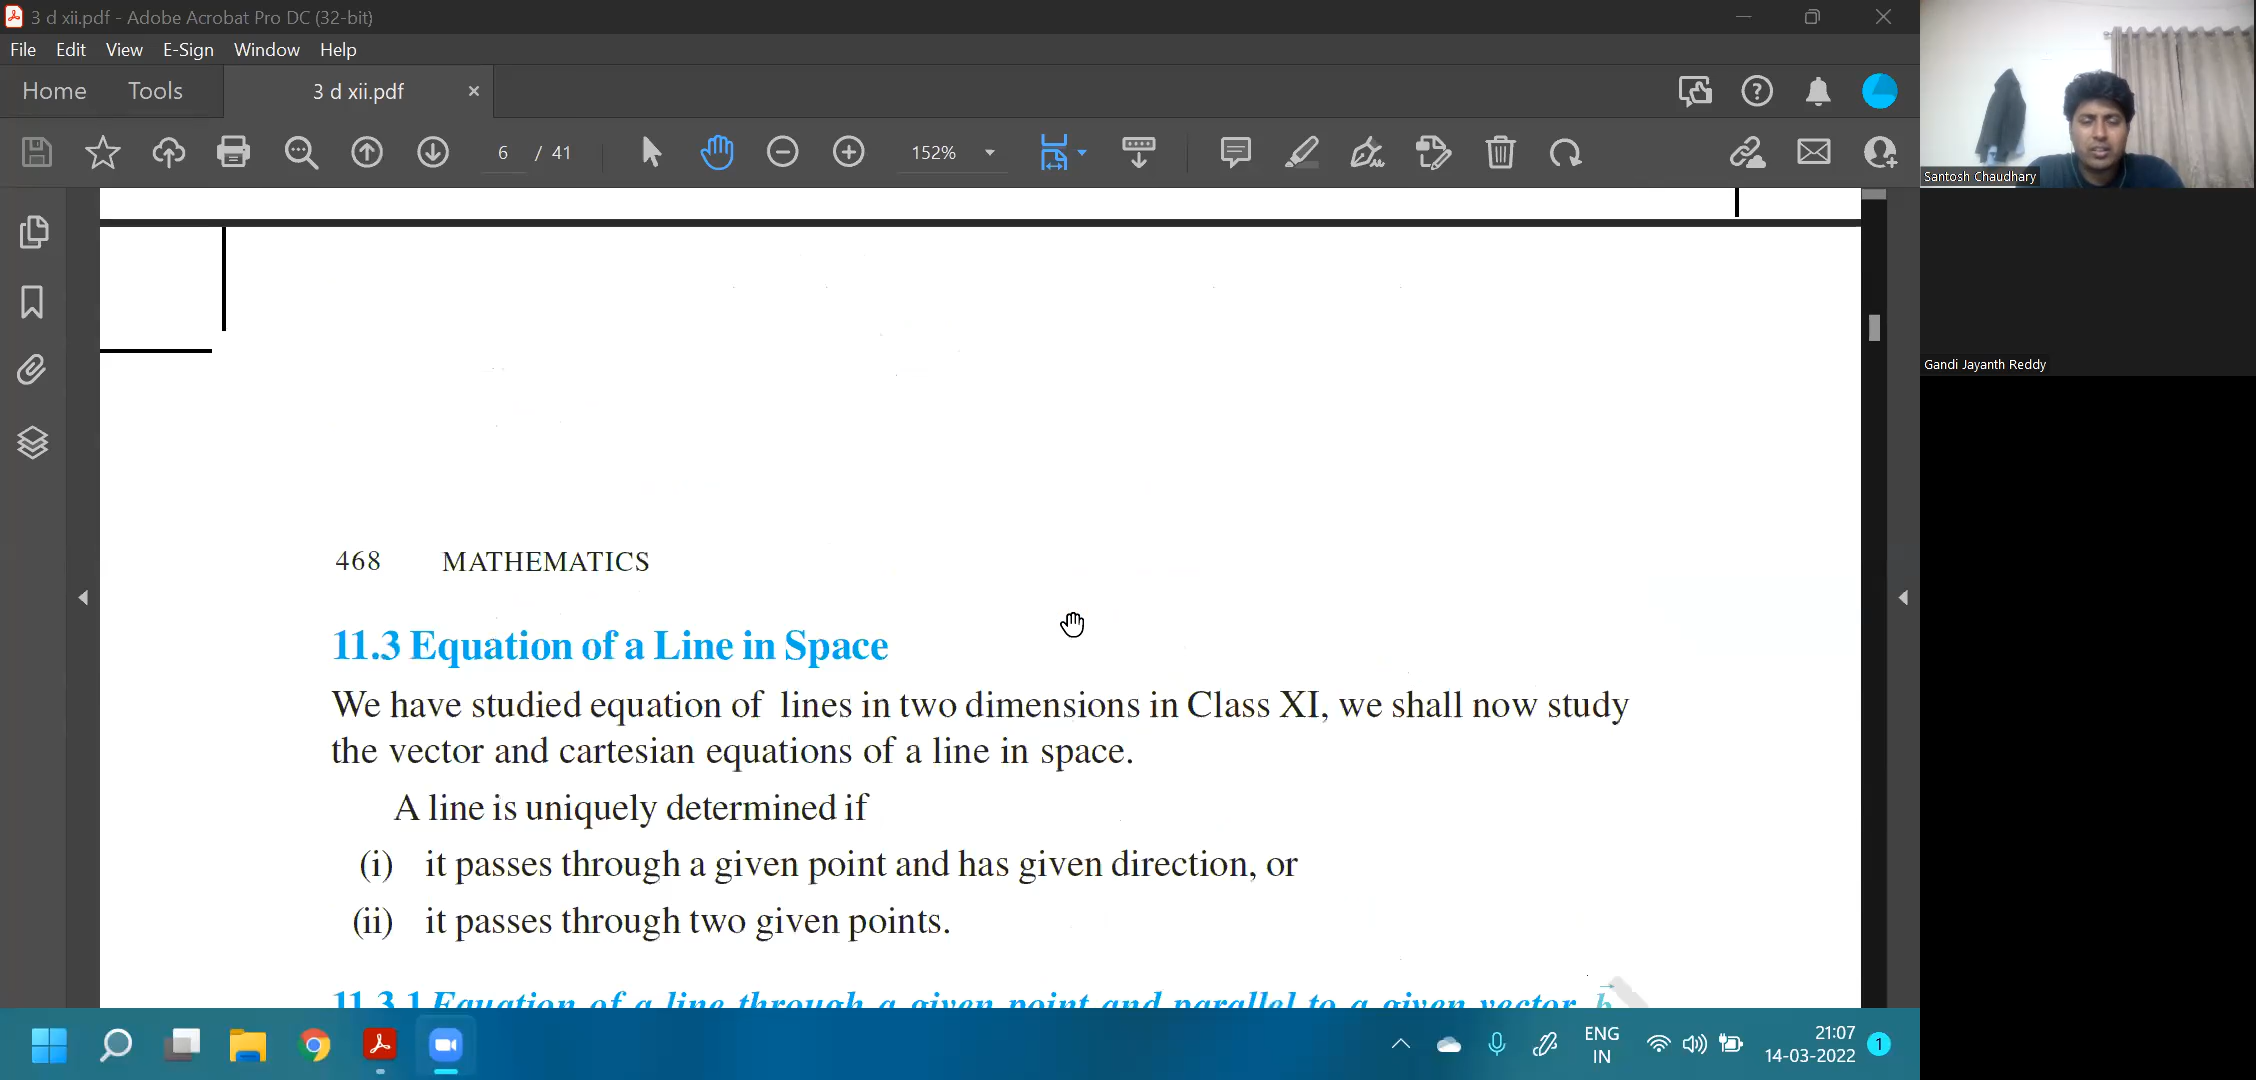 3 d xii.pdf - Adobe Acrobat Pro DC (32-bit)
File Edit View E-Sign Window Help
Home Tools 3 d xii.pdf
6 / 41 152%
Santosh Chaudhary
Gandi Jayanth Reddy
468 MATHEMATICS
11.3 Equation of a Line in Space
We have studied equation of lines in two dimensions in Class XI, we shall now study
the vector and cartesian equations of a line in space.
A line is uniquely determined if
(i) it passes through a given point and has given direction, or
(ii) it passes through two given points.
11.3.1 Equation of a line through a given point and parallel to a given vector b⃗
ENG
IN
21:07
14-03-2022
1